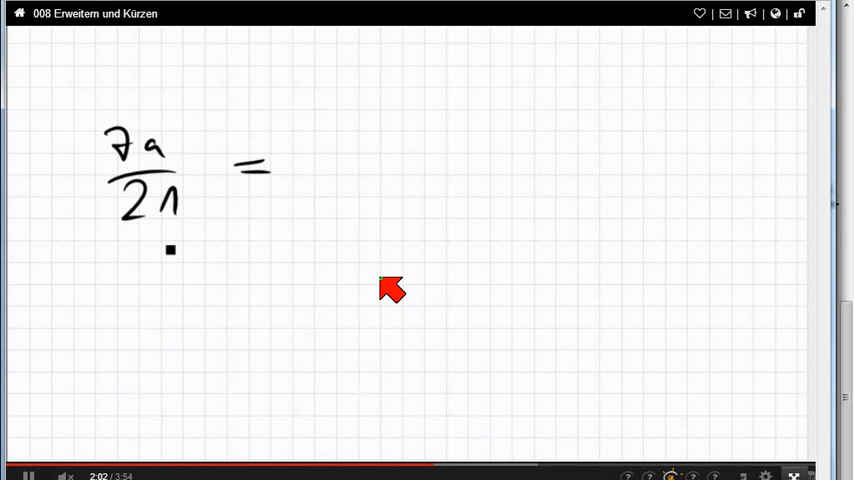 008 Erweitern und Kürzen
7a
21
=
2:02 / 3:54